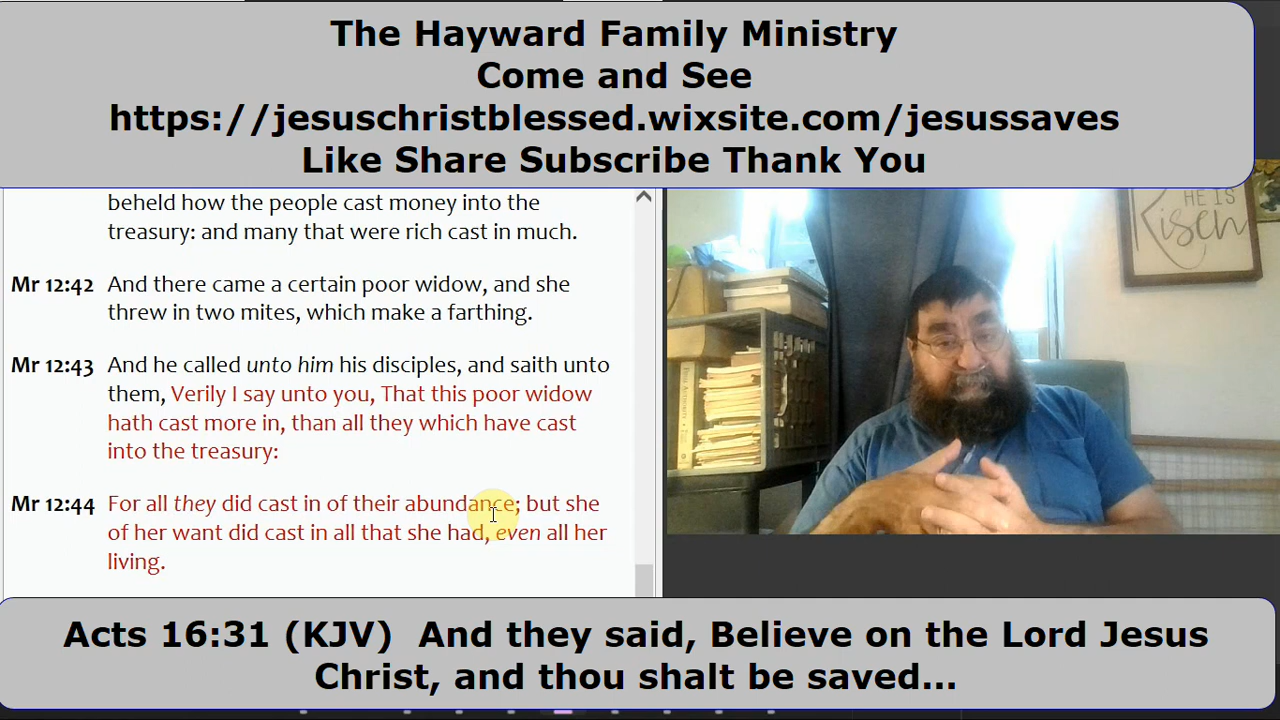 The Hayward Family Ministry
Come and See
https://jesuschristblessed.wixsite.com/jesussaves
Like Share Subscribe Thank You
beheld how the people cast money into the
treasury: and many that were rich cast in much.
Mr 12:42 And there came a certain poor widow, and she
threw in two mites, which make a farthing.
Mr 12:43 And he called unto him his disciples, and saith unto
them, Verily I say unto you, That this poor widow
hath cast more in, than all they which have cast
into the treasury:
Mr 12:44 For all they did cast in of their abundance; but she
of her want did cast in all that she had, even all her
living.
HE IS
Risen
Acts 16:31 (KJV) And they said, Believe on the Lord Jesus
Christ, and thou shalt be saved...